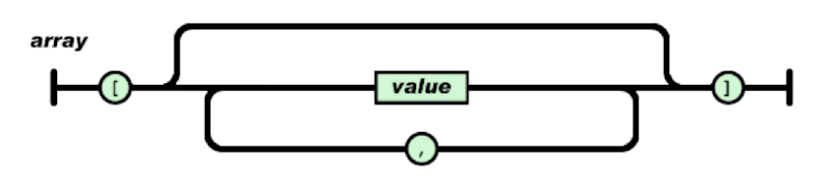 array
[ value ]
,